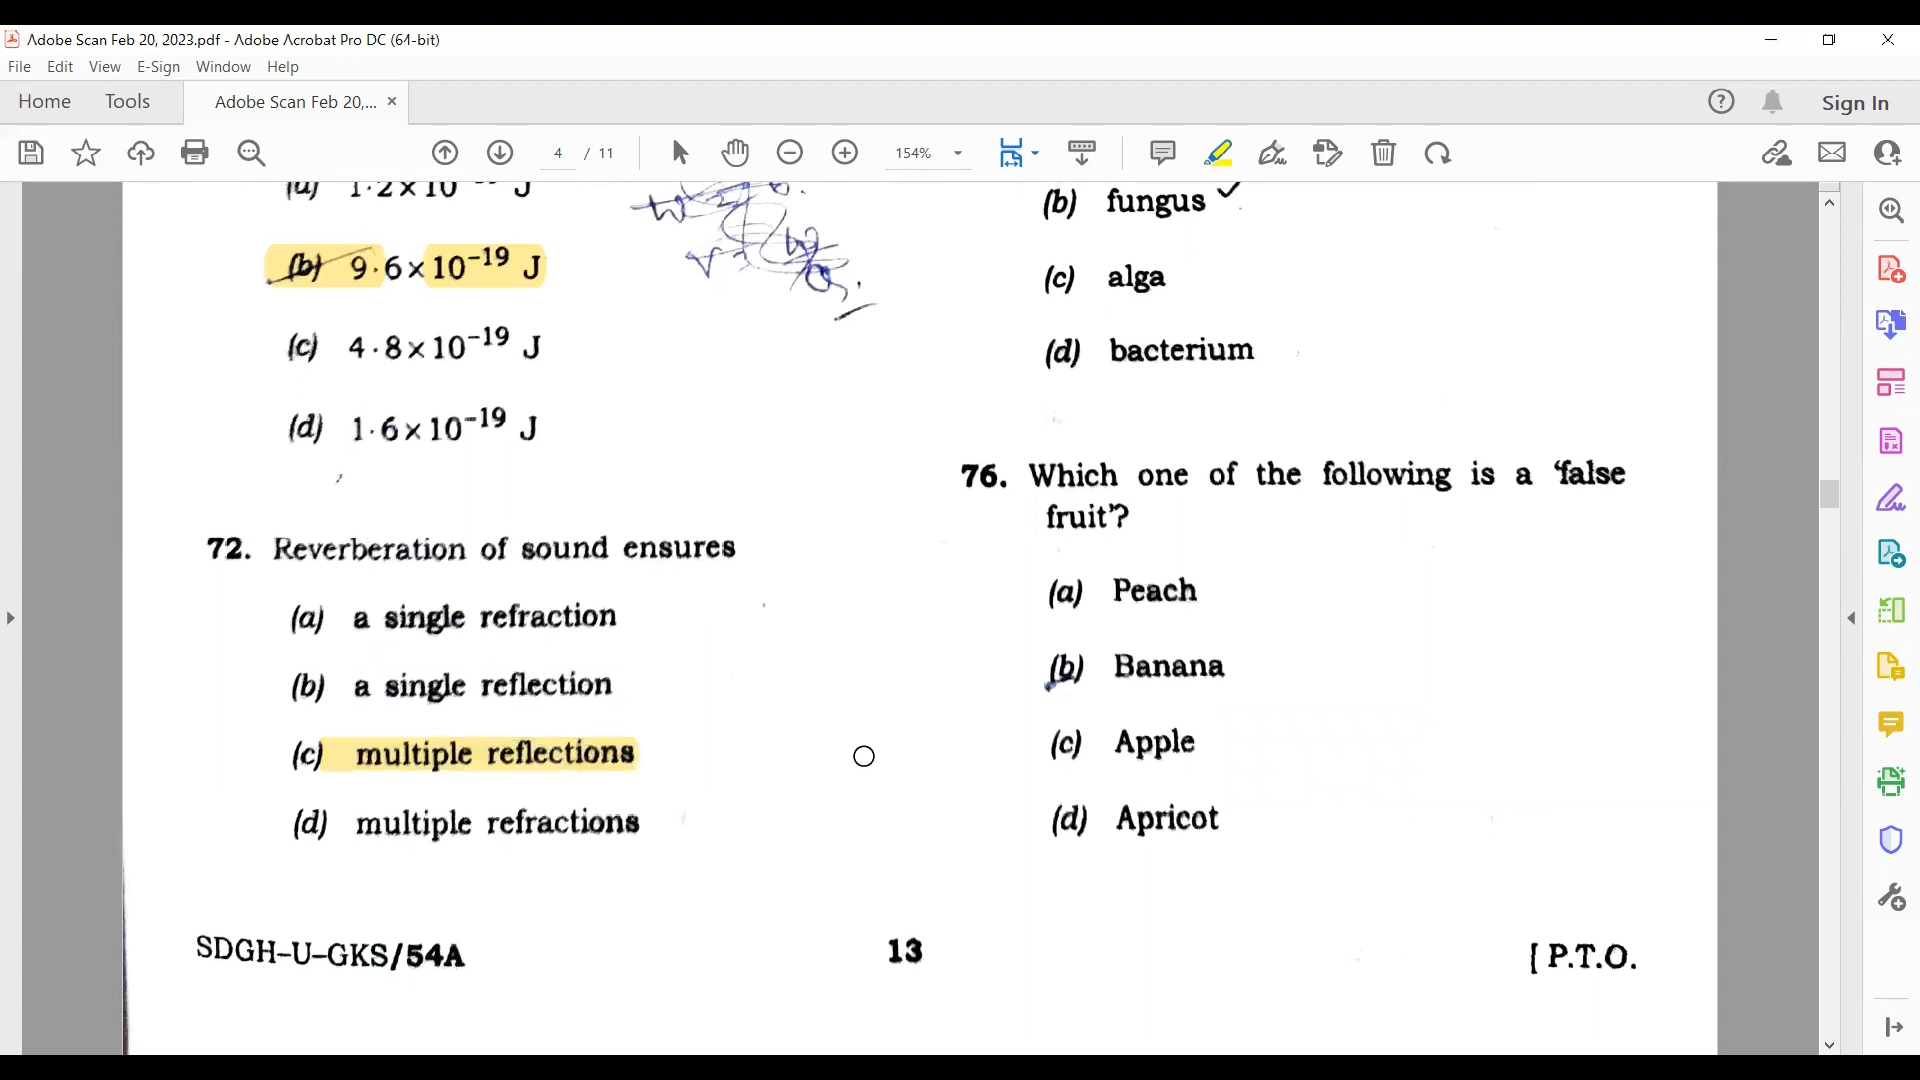 Adobe Scan Feb 20, 2023.pdf - Adobe Acrobat Pro DC (64-bit)
File Edit View E-Sign Window Help
Home Tools Adobe Scan Feb 20,... × Sign In
4 / 11 154%
(a) 1·2×10 J
(b) 9·6×10⁻¹⁹ J
(c) 4·8×10⁻¹⁹ J
(d) 1·6×10⁻¹⁹ J
72. Reverberation of sound ensures
(a) a single refraction
(b) a single reflection
(c) multiple reflections
(d) multiple refractions
(b) fungus
(c) alga
(d) bacterium
76. Which one of the following is a 'false
fruit'?
(a) Peach
(b) Banana
(c) Apple
(d) Apricot
SDGH-U-GKS/54A 13 [ P.T.O.